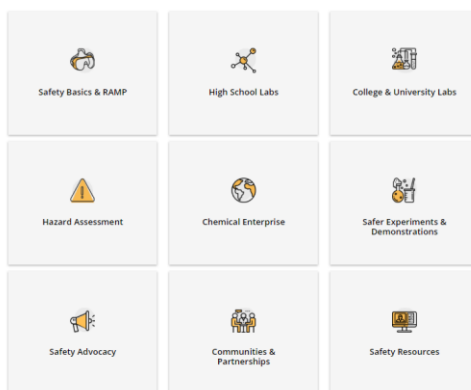 Safety Basics & RAMP
High School Labs
College & University Labs
Hazard Assessment
Chemical Enterprise
Safer Experiments &
Demonstrations
Safety Advocacy
Communities &
Partnerships
Safety Resources